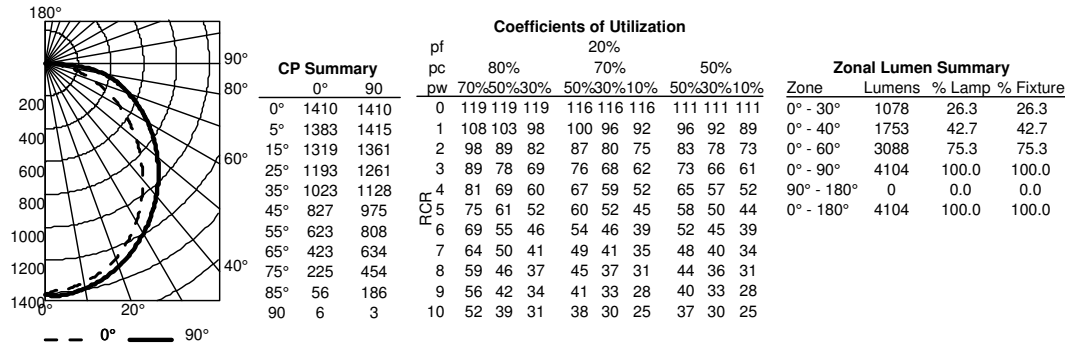 180°
90°
80°
60°
40°
200
400
600
800
1000
1200
1400
0° 20°
0° 90°
CP Summary
0° 90
0° 1410 1410
5° 1383 1415
15° 1319 1361
25° 1193 1261
35° 1023 1128
45° 827 975
55° 623 808
65° 423 634
75° 225 454
85° 56 186
90 6 3
Coefficients of Utilization
pf 20%
pc 80% 70% 50%
pw 70%50%30% 50%30%10% 50%30%10%
RCR
0 119 119 119 116 116 116 111 111 111
1 108 103 98 100 96 92 96 92 89
2 98 89 82 87 80 75 83 78 73
3 89 78 69 76 68 62 73 66 61
4 81 69 60 67 59 52 65 57 52
5 75 61 52 60 52 45 58 50 44
6 69 55 46 54 46 39 52 45 39
7 64 50 41 49 41 35 48 40 34
8 59 46 37 45 37 31 44 36 31
9 56 42 34 41 33 28 40 33 28
10 52 39 31 38 30 25 37 30 25
Zonal Lumen Summary
Zone Lumens % Lamp % Fixture
0° - 30° 1078 26.3 26.3
0° - 40° 1753 42.7 42.7
0° - 60° 3088 75.3 75.3
0° - 90° 4104 100.0 100.0
90° - 180° 0 0.0 0.0
0° - 180° 4104 100.0 100.0